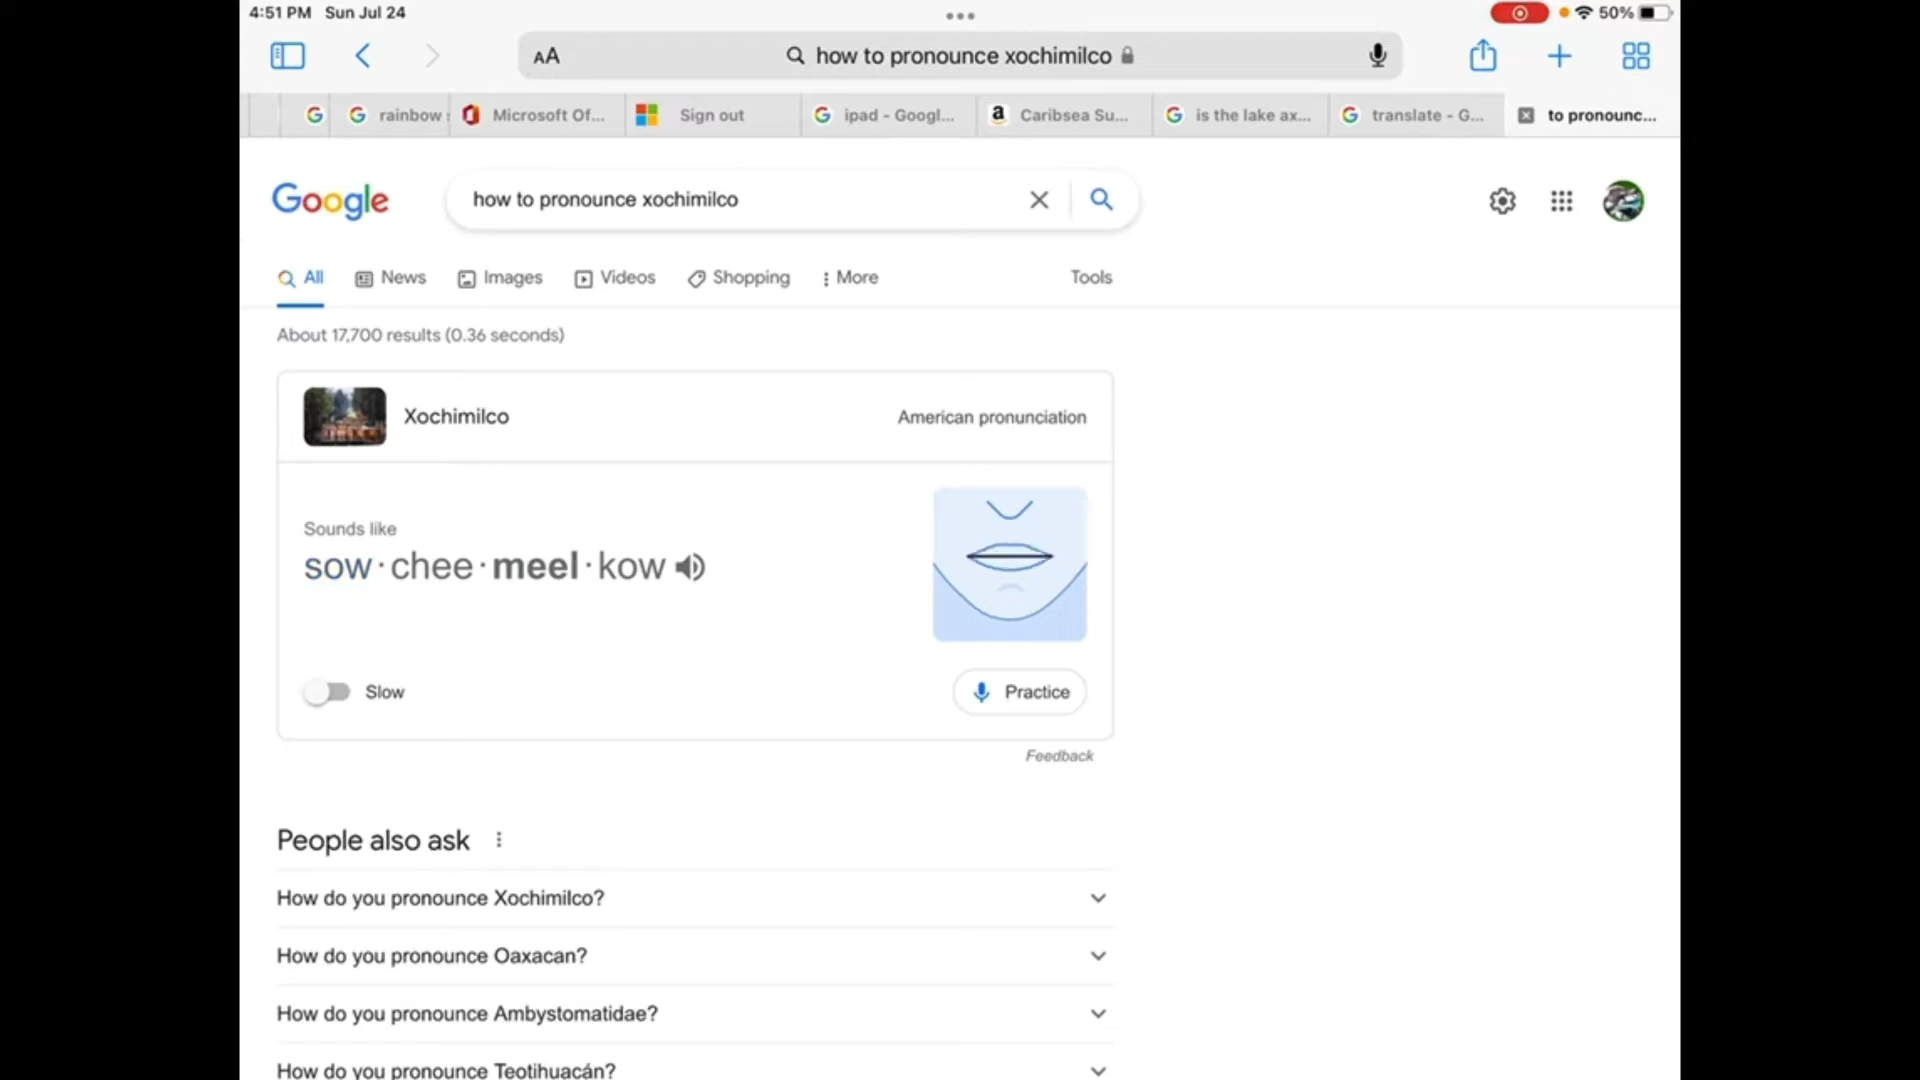 4:51 PM Sun Jul 24
50%
AA
how to pronounce xochimilco
rainbow
Microsoft Of...
Sign out
ipad - Googl...
Caribsea Su...
is the lake ax...
translate - G...
to pronounc...
Google
how to pronounce xochimilco
All
News
Images
Videos
Shopping
More
Tools
About 17,700 results (0.36 seconds)
Xochimilco
American pronunciation
Sounds like
sow·chee·meel·kow
Slow
Practice
Feedback
People also ask
How do you pronounce Xochimilco?
How do you pronounce Oaxacan?
How do you pronounce Ambystomatidae?
How do you pronounce Teotihuacán?